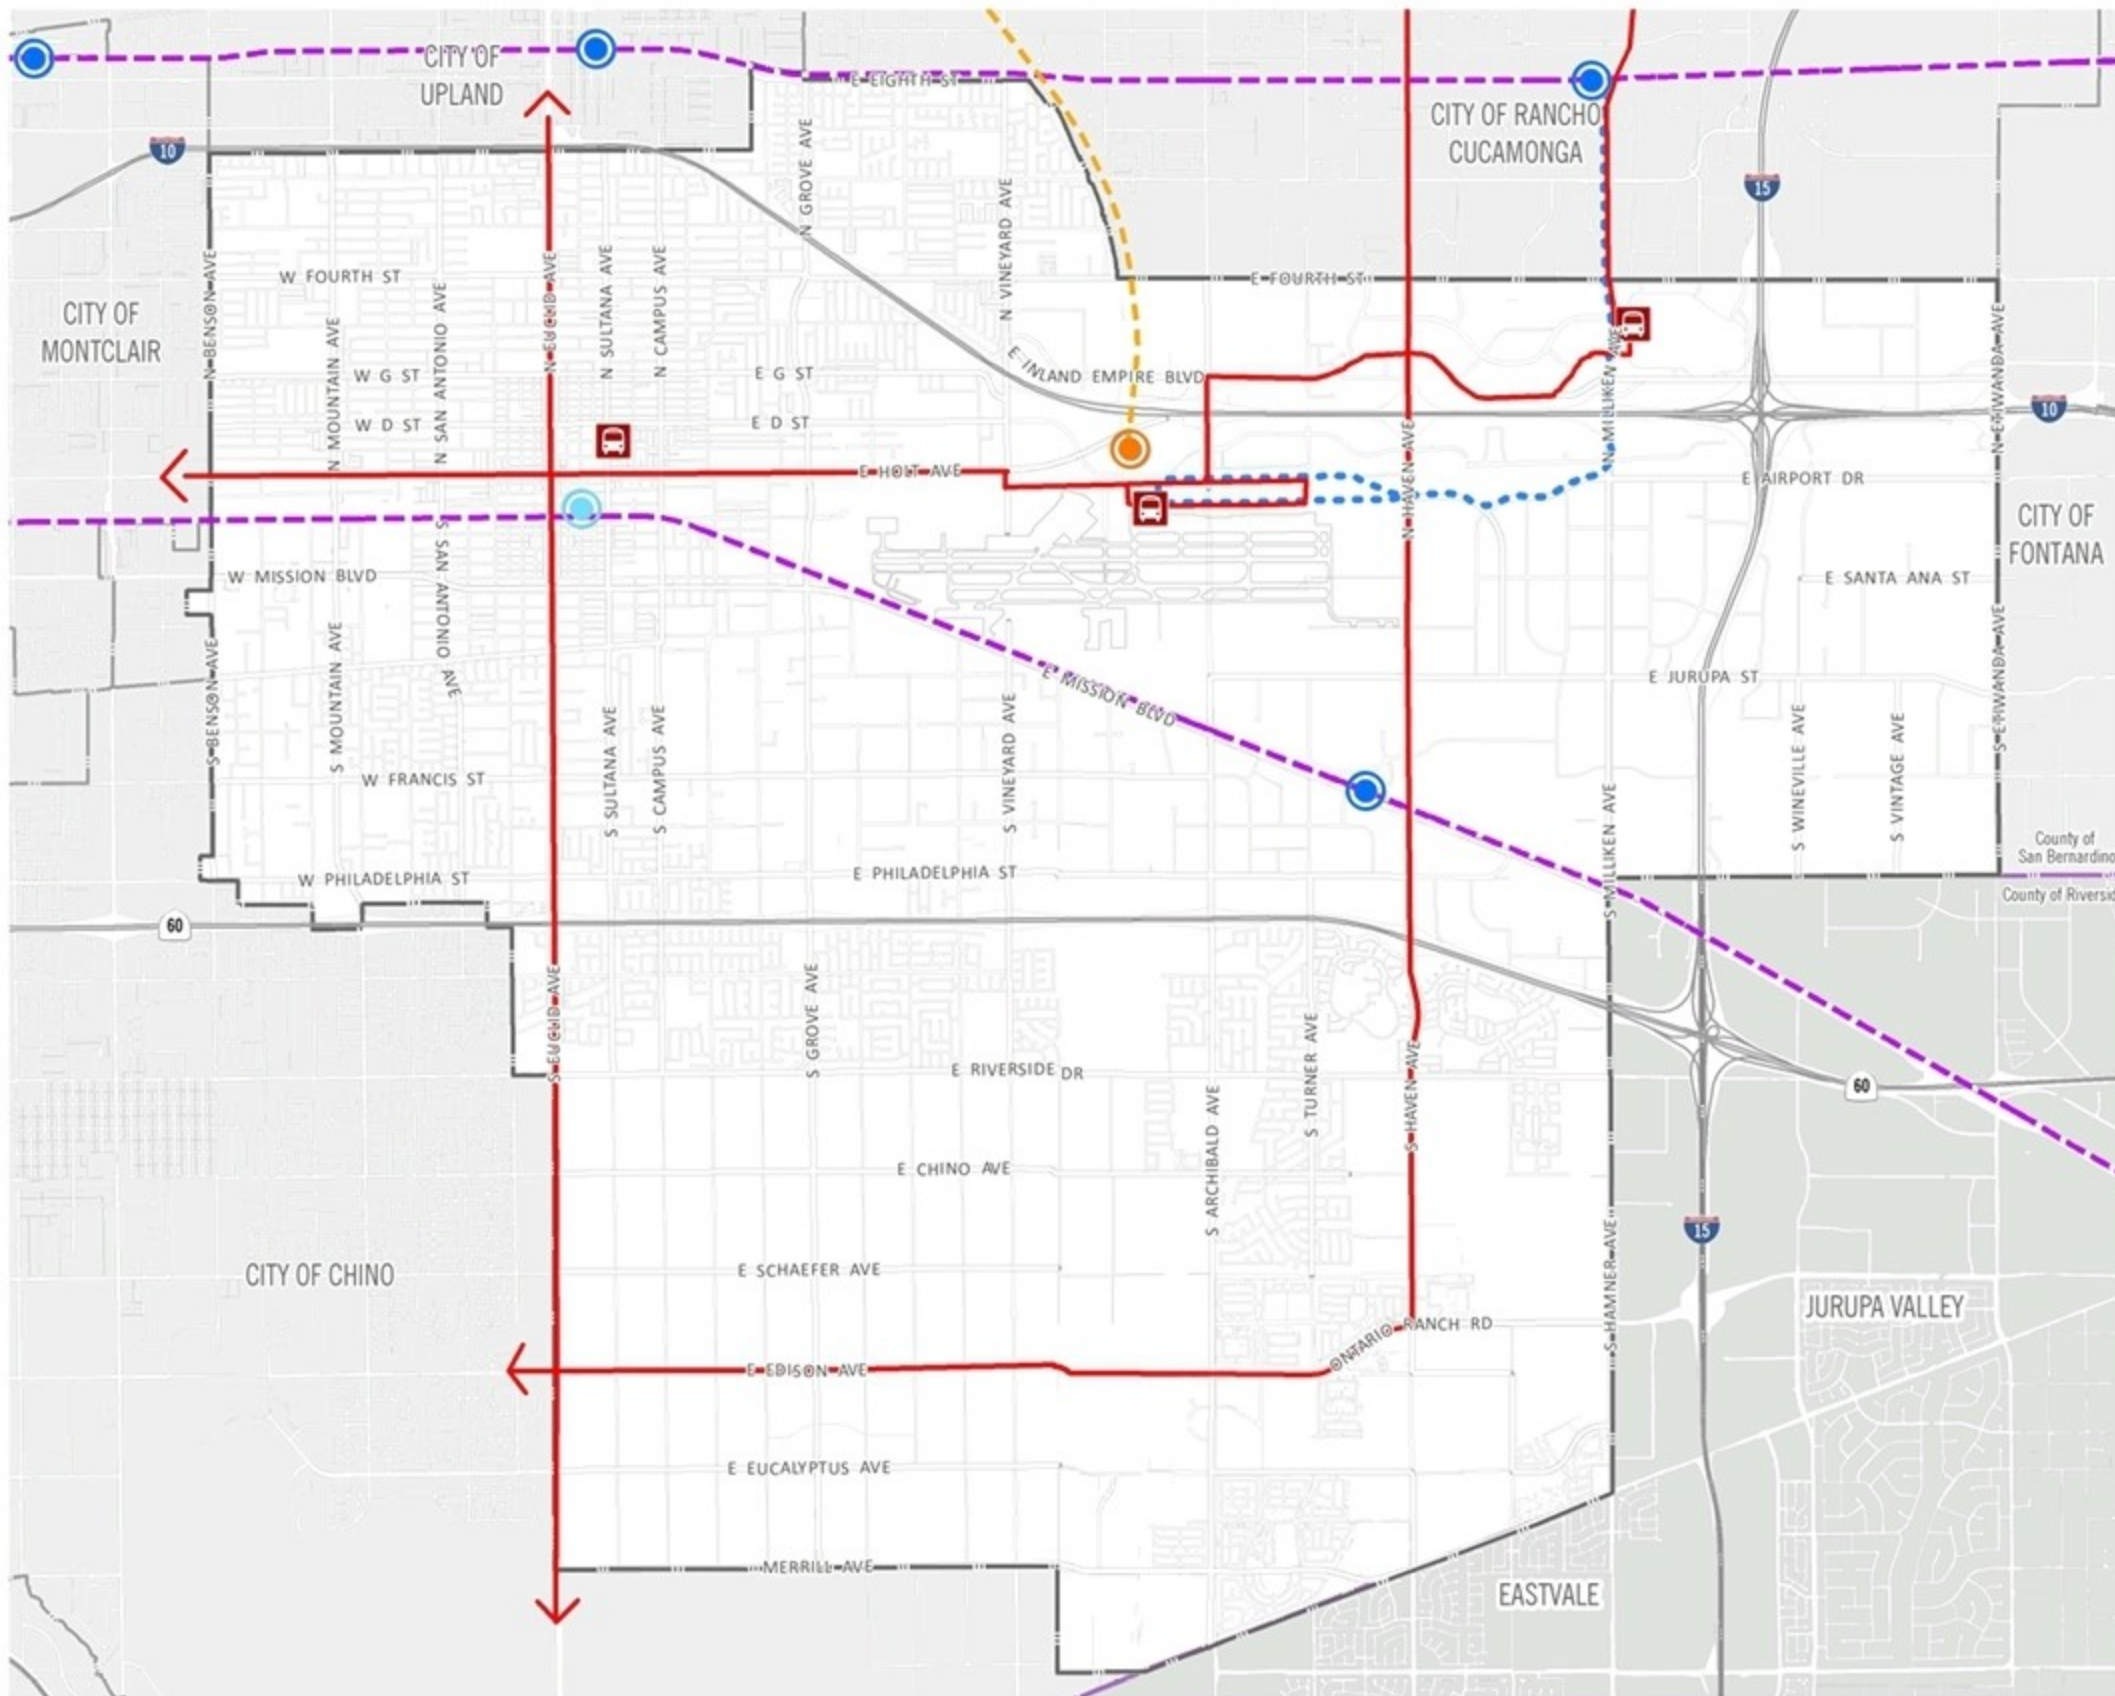 CITY OF
UPLAND
E EIGHTH ST
CITY OF RANCHO
CUCAMONGA
10
15
N GROVE AVE
N VINEYARD AVE
N BENSON AVE
W FOURTH ST
E FOURTH ST
N EUCLID AVE
N SULTANA AVE
N CAMPUS AVE
CITY OF
MONTCLAIR
N MOUNTAIN AVE
N SAN ANTONIO AVE
W G ST
E G ST
E INLAND EMPIRE BLVD
N MILLIKEN AVE
N ETIWANDA AVE
10
W D ST
E D ST
E HOLT AVE
N HAVEN AVE
E AIRPORT DR
CITY OF
FONTANA
W MISSION BLVD
S SAN ANTONIO AVE
E SANTA ANA ST
S BENSON AVE
S MOUNTAIN AVE
E MISSION BLVD
E JURUPA ST
S ETIWANDA AVE
S SULTANA AVE
S CAMPUS AVE
S VINEYARD AVE
S WINEVILLE AVE
S VINTAGE AVE
W FRANCIS ST
S MILLIKEN AVE
County of
San Bernardino
County of Riversid
W PHILADELPHIA ST
E PHILADELPHIA ST
60
S EUCLID AVE
S GROVE AVE
E RIVERSIDE DR
S TURNER AVE
S HAVEN AVE
60
S ARCHIBALD AVE
E CHINO AVE
15
CITY OF CHINO
E SCHAEFER AVE
S HAMNER AVE
JURUPA VALLEY
ONTARIO RANCH RD
E EDISON AVE
E EUCALYPTUS AVE
MERRILL AVE
EASTVALE